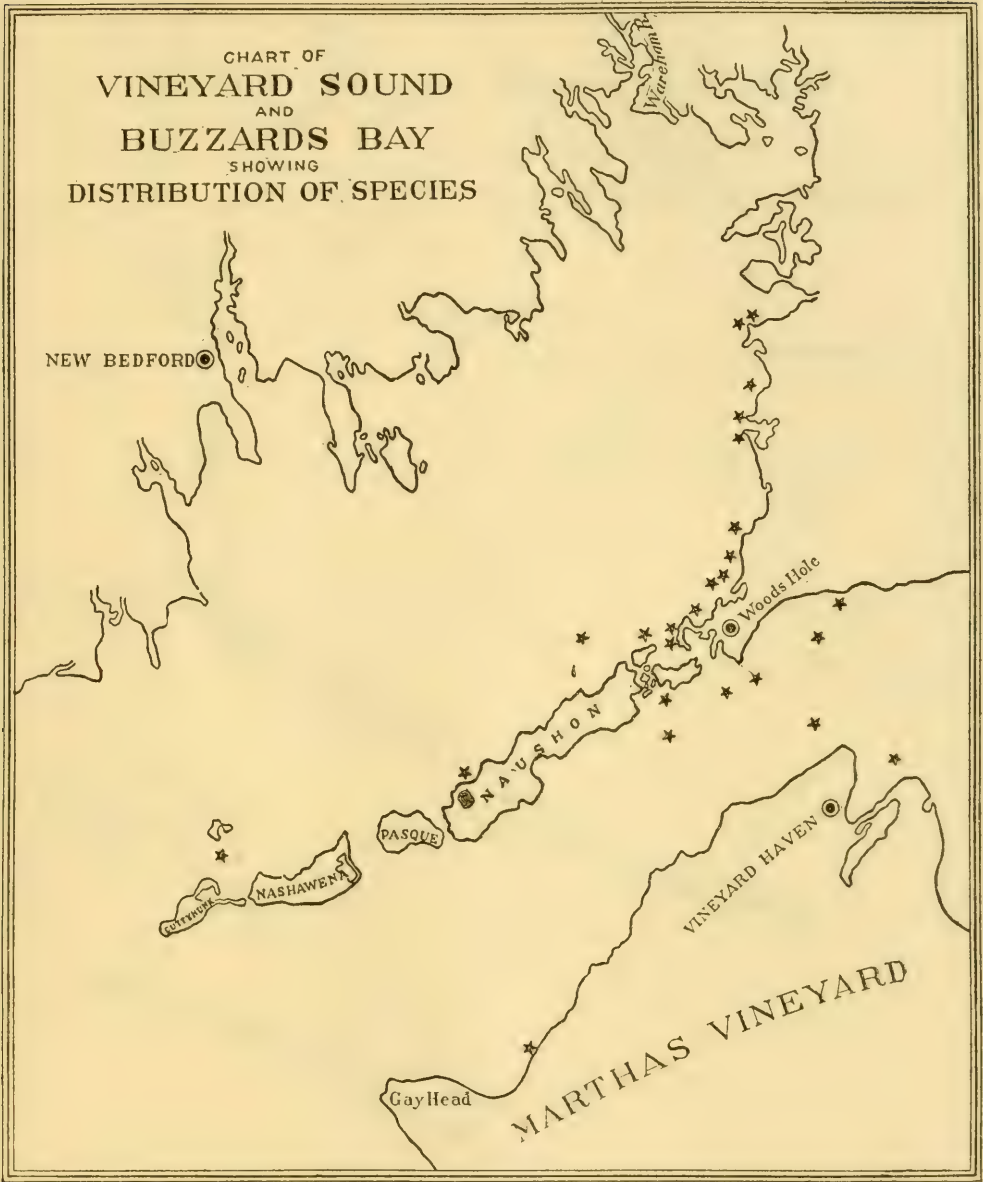 CHART OF
VINEYARD SOUND
AND
BUZZARDS BAY
SHOWING
DISTRIBUTION OF SPECIES
Wareham R.
NEW BEDFORD
Woods Hole
NAUSHON
PASQUE
NASHAWENA
CUTTYHUNK
VINEYARD HAVEN
MARTHAS VINEYARD
Gay Head